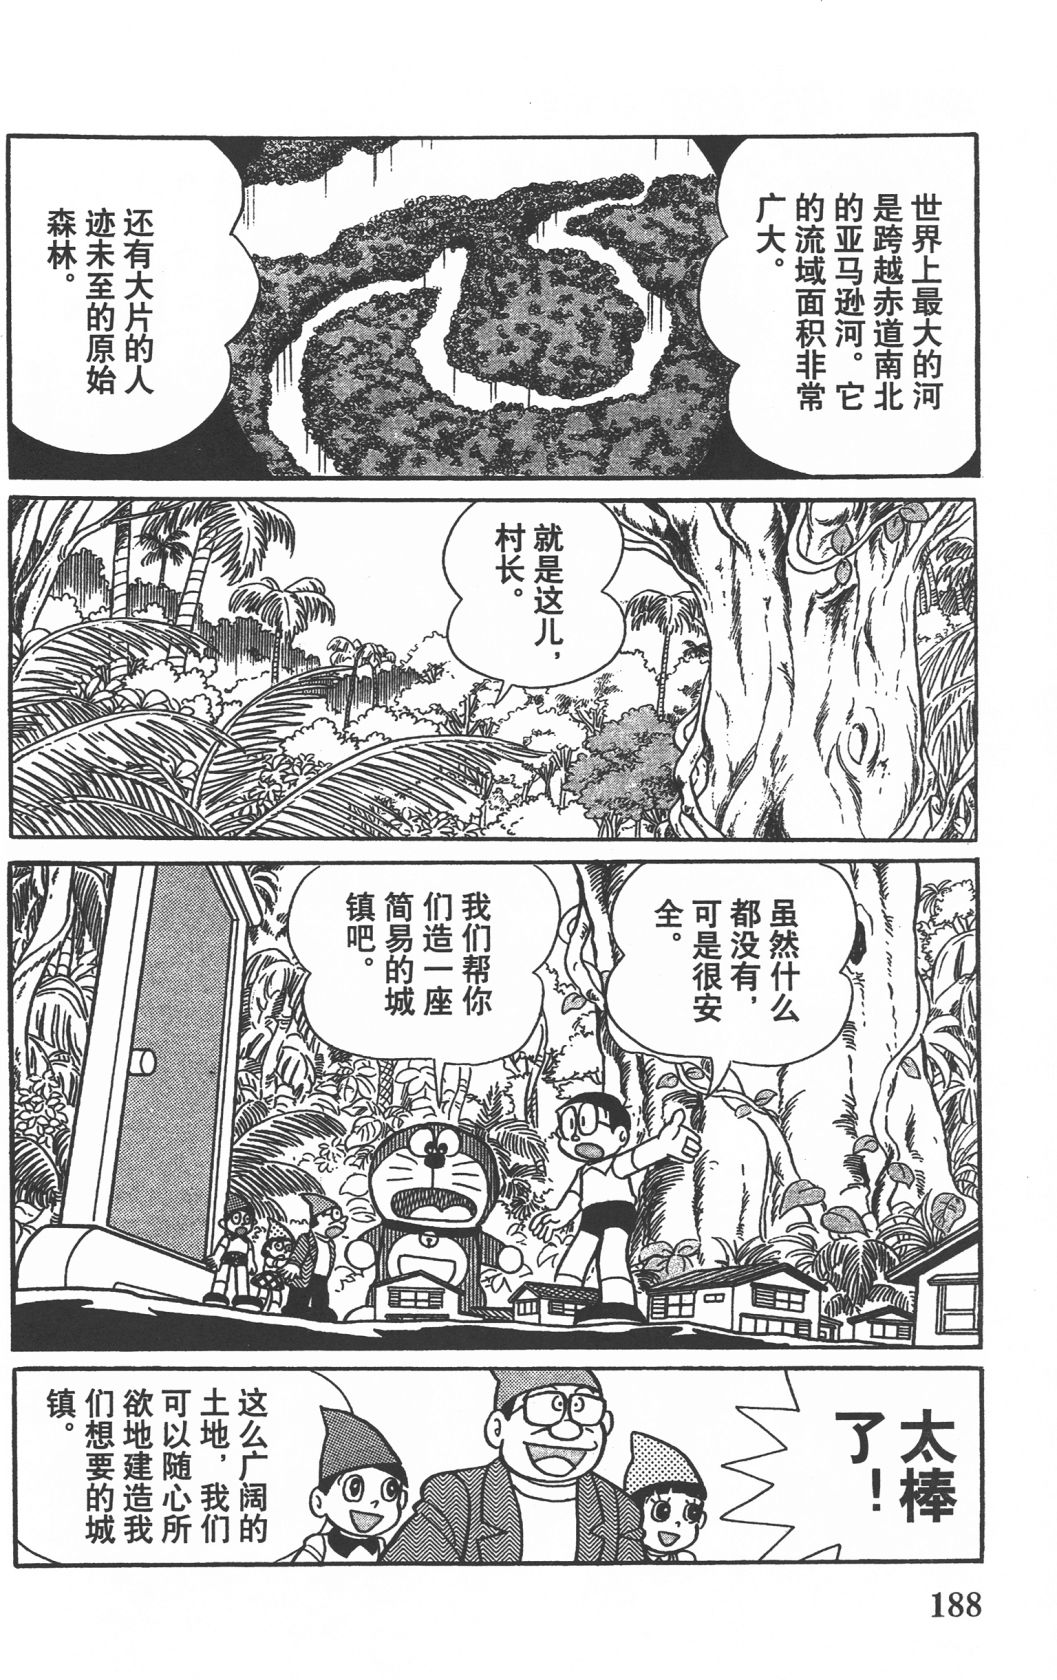 世界上最大的河
是跨越赤道南北
的亚马逊河。它
的流域面积非常
广大。
还有大片的人
迹未至的原始
森林。
就是这儿，
村长。
虽然什么
都没有，
可是很安
全。
我们帮你
们造一座
简易的城
镇吧。
太棒
了！
这么广阔的
土地，我们
可以随心所
欲地建造我
们想要的城
镇。
188